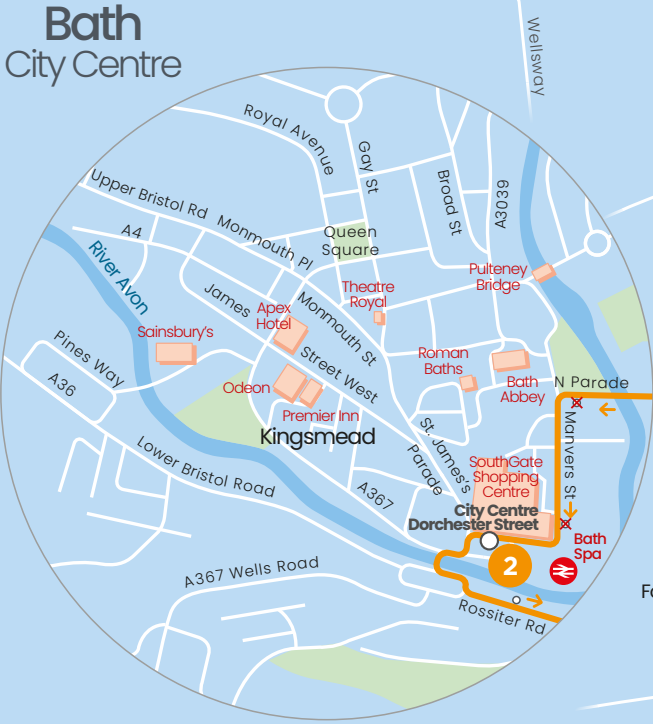 Bath
City Centre
Wellsway
Royal Avenue
Gay St
Broad St
A3039
Upper Bristol Rd
Monmouth Pl
A4
Queen
Square
River Avon
Pulteney
Bridge
Theatre
Royal
James
Street West
Apex
Hotel
Monmouth St
Sainsbury's
Pines Way
A36
Roman
Baths
Odeon
Bath
Abbey
N Parade
Premier Inn
Kingsmead
St. James's
Parade
Manvers St
Lower Bristol Road
SouthGate
Shopping
Centre
A367
City Centre
Dorchester Street
Bath
Spa
2
A367 Wells Road
Rossiter Rd